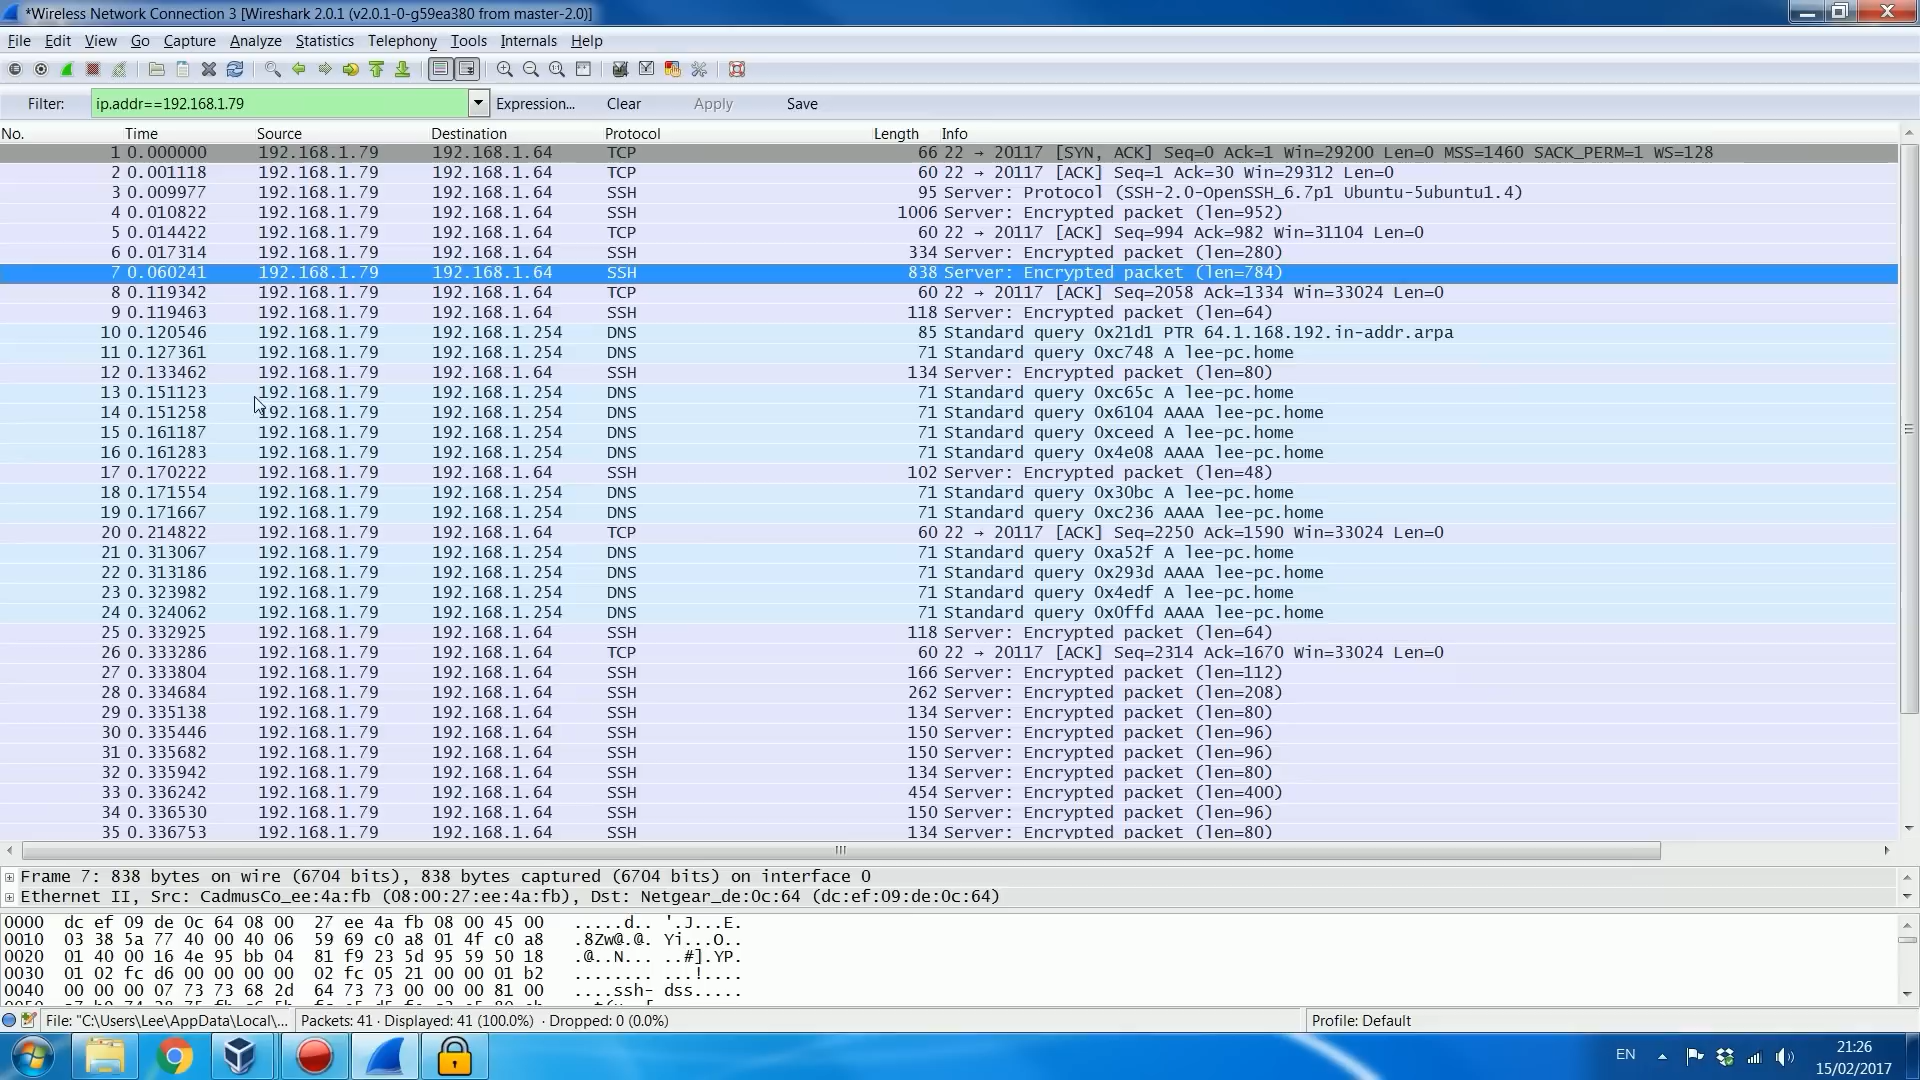 *Wireless Network Connection 3 [Wireshark 2.0.1 (v2.0.1-0-g59ea380 from master-2.0)]
File Edit View Go Capture Analyze Statistics Telephony Tools Internals Help
Filter: ip.addr==192.168.1.79 Expression... Clear Apply Save
No. Time Source Destination Protocol Length Info
1 0.000000 192.168.1.79 192.168.1.64 TCP 66 22 → 20117 [SYN, ACK] Seq=0 Ack=1 Win=29200 Len=0 MSS=1460 SACK_PERM=1 WS=128
2 0.001118 192.168.1.79 192.168.1.64 TCP 60 22 → 20117 [ACK] Seq=1 Ack=30 Win=29312 Len=0
3 0.009977 192.168.1.79 192.168.1.64 SSH 95 Server: Protocol (SSH-2.0-OpenSSH_6.7p1 Ubuntu-5ubuntu1.4)
4 0.010822 192.168.1.79 192.168.1.64 SSH 1006 Server: Encrypted packet (len=952)
5 0.014422 192.168.1.79 192.168.1.64 TCP 60 22 → 20117 [ACK] Seq=994 Ack=982 Win=31104 Len=0
6 0.017314 192.168.1.79 192.168.1.64 SSH 334 Server: Encrypted packet (len=280)
7 0.060241 192.168.1.79 192.168.1.64 SSH 838 Server: Encrypted packet (len=784)
8 0.119342 192.168.1.79 192.168.1.64 TCP 60 22 → 20117 [ACK] Seq=2058 Ack=1334 Win=33024 Len=0
9 0.119463 192.168.1.79 192.168.1.64 SSH 118 Server: Encrypted packet (len=64)
10 0.120546 192.168.1.79 192.168.1.254 DNS 85 Standard query 0x21d1 PTR 64.1.168.192.in-addr.arpa
11 0.127361 192.168.1.79 192.168.1.254 DNS 71 Standard query 0xc748 A lee-pc.home
12 0.133462 192.168.1.79 192.168.1.64 SSH 134 Server: Encrypted packet (len=80)
13 0.151123 192.168.1.79 192.168.1.254 DNS 71 Standard query 0xc65c A lee-pc.home
14 0.151258 192.168.1.79 192.168.1.254 DNS 71 Standard query 0x6104 AAAA lee-pc.home
15 0.161187 192.168.1.79 192.168.1.254 DNS 71 Standard query 0xceed A lee-pc.home
16 0.161283 192.168.1.79 192.168.1.254 DNS 71 Standard query 0x4e08 AAAA lee-pc.home
17 0.170222 192.168.1.79 192.168.1.64 SSH 102 Server: Encrypted packet (len=48)
18 0.171554 192.168.1.79 192.168.1.254 DNS 71 Standard query 0x30bc A lee-pc.home
19 0.171667 192.168.1.79 192.168.1.254 DNS 71 Standard query 0xc236 AAAA lee-pc.home
20 0.214822 192.168.1.79 192.168.1.64 TCP 60 22 → 20117 [ACK] Seq=2250 Ack=1590 Win=33024 Len=0
21 0.313067 192.168.1.79 192.168.1.254 DNS 71 Standard query 0xa52f A lee-pc.home
22 0.313186 192.168.1.79 192.168.1.254 DNS 71 Standard query 0x293d AAAA lee-pc.home
23 0.323982 192.168.1.79 192.168.1.254 DNS 71 Standard query 0x4edf A lee-pc.home
24 0.324062 192.168.1.79 192.168.1.254 DNS 71 Standard query 0x0ffd AAAA lee-pc.home
25 0.332925 192.168.1.79 192.168.1.64 SSH 118 Server: Encrypted packet (len=64)
26 0.333286 192.168.1.79 192.168.1.64 TCP 60 22 → 20117 [ACK] Seq=2314 Ack=1670 Win=33024 Len=0
27 0.333804 192.168.1.79 192.168.1.64 SSH 166 Server: Encrypted packet (len=112)
28 0.334684 192.168.1.79 192.168.1.64 SSH 262 Server: Encrypted packet (len=208)
29 0.335138 192.168.1.79 192.168.1.64 SSH 134 Server: Encrypted packet (len=80)
30 0.335446 192.168.1.79 192.168.1.64 SSH 150 Server: Encrypted packet (len=96)
31 0.335682 192.168.1.79 192.168.1.64 SSH 150 Server: Encrypted packet (len=96)
32 0.335942 192.168.1.79 192.168.1.64 SSH 134 Server: Encrypted packet (len=80)
33 0.336242 192.168.1.79 192.168.1.64 SSH 454 Server: Encrypted packet (len=400)
34 0.336530 192.168.1.79 192.168.1.64 SSH 150 Server: Encrypted packet (len=96)
35 0.336753 192.168.1.79 192.168.1.64 SSH 134 Server: Encrypted packet (len=80)
Frame 7: 838 bytes on wire (6704 bits), 838 bytes captured (6704 bits) on interface 0
Ethernet II, Src: CadmusCo_ee:4a:fb (08:00:27:ee:4a:fb), Dst: Netgear_de:0c:64 (dc:ef:09:de:0c:64)
0000 dc ef 09 de 0c 64 08 00 27 ee 4a fb 08 00 45 00 .....d.. '.J...E.
0010 03 38 5a 77 40 00 40 06 59 69 c0 a8 01 4f c0 a8 .8Zw@.@. Yi...O..
0020 01 40 00 16 4e 95 bb 04 81 f9 23 5d 95 59 50 18 .@..N... ..#].YP.
0030 01 02 fc d6 00 00 00 00 02 fc 05 21 00 00 01 b2 ........ ...!....
0040 00 00 00 07 73 73 68 2d 64 73 73 00 00 00 81 00 ....ssh- dss.....
File: "C:\Users\Lee\AppData\Local\... Packets: 41 · Displayed: 41 (100.0%) · Dropped: 0 (0.0%) Profile: Default
EN 21:26
15/02/2017